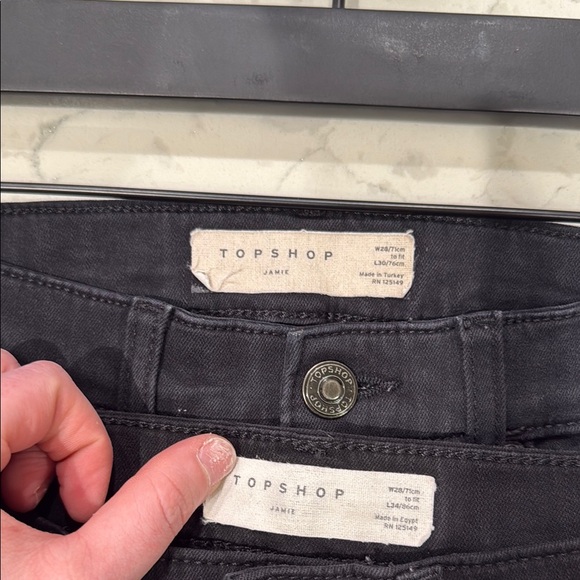 TOPSHOP
JAMIE
W28/71cm
to fit
L30/76cm
Made in Turkey
RN 125149
TOPSHOP
TOPSHOP
TOPSHOP
JAMIE
W28/71cm
to fit
L34/86cm
Made in Egypt
RN 125149